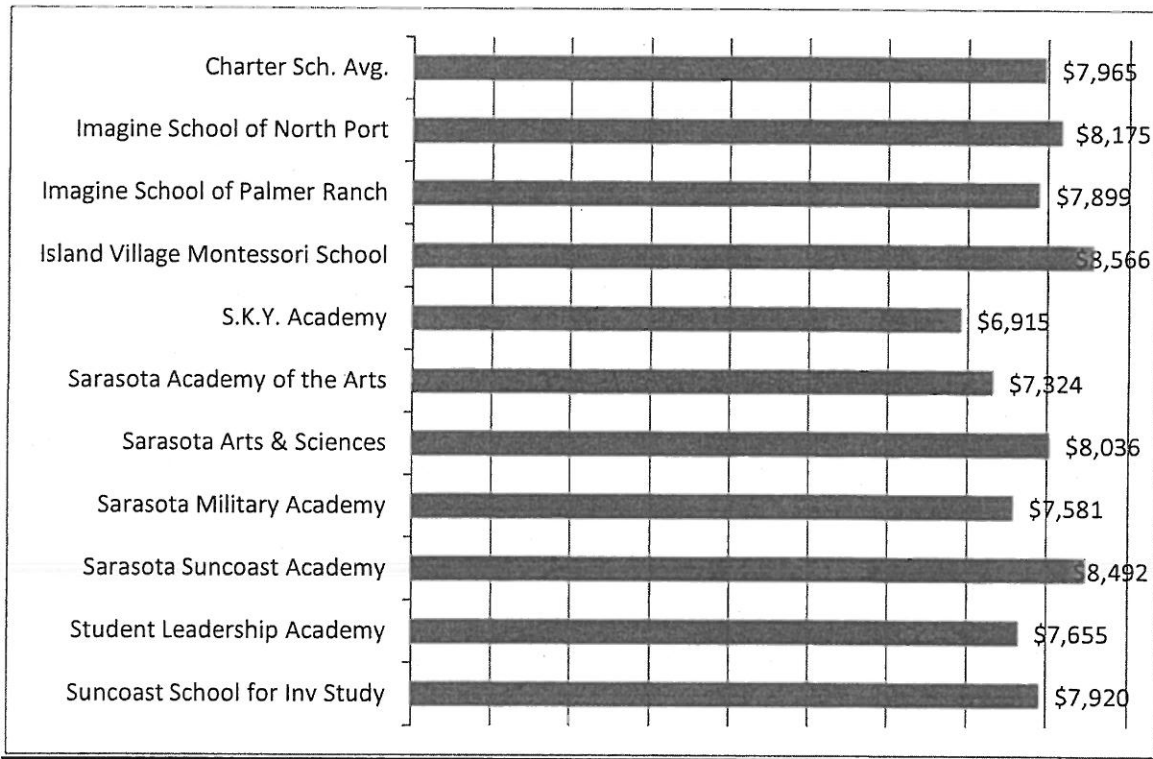 Charter Sch. Avg. $7,965
Imagine School of North Port $8,175
Imagine School of Palmer Ranch $7,899
Island Village Montessori School $8,566
S.K.Y. Academy $6,915
Sarasota Academy of the Arts $7,324
Sarasota Arts & Sciences $8,036
Sarasota Military Academy $7,581
Sarasota Suncoast Academy $8,492
Student Leadership Academy $7,655
Suncoast School for Inv Study $7,920